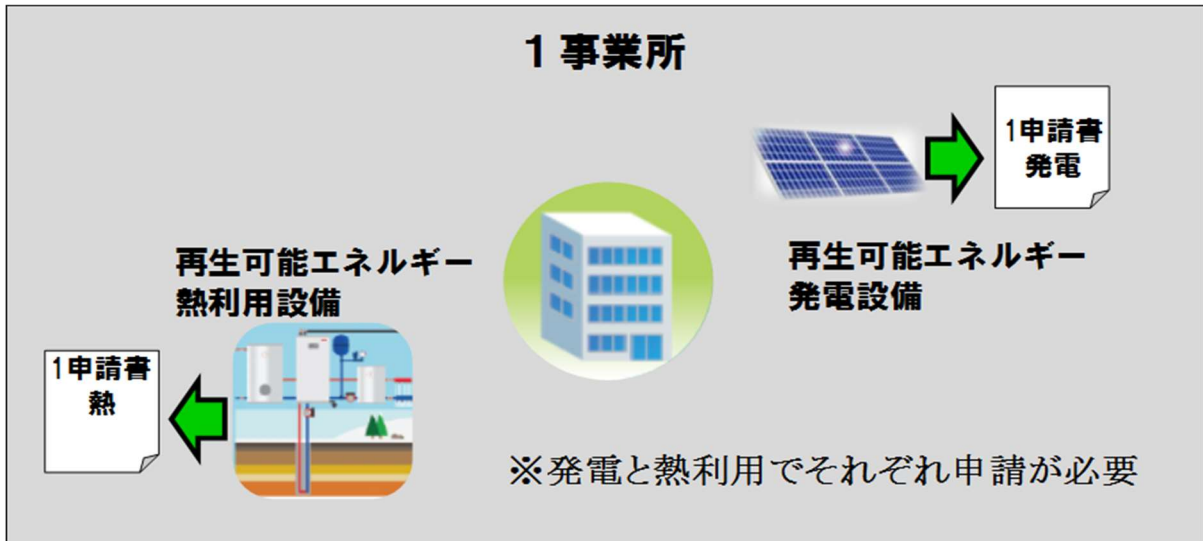 1事業所
1申請書
発電
再生可能エネルギー
発電設備
再生可能エネルギー
熱利用設備
1申請書
熱
※発電と熱利用でそれぞれ申請が必要